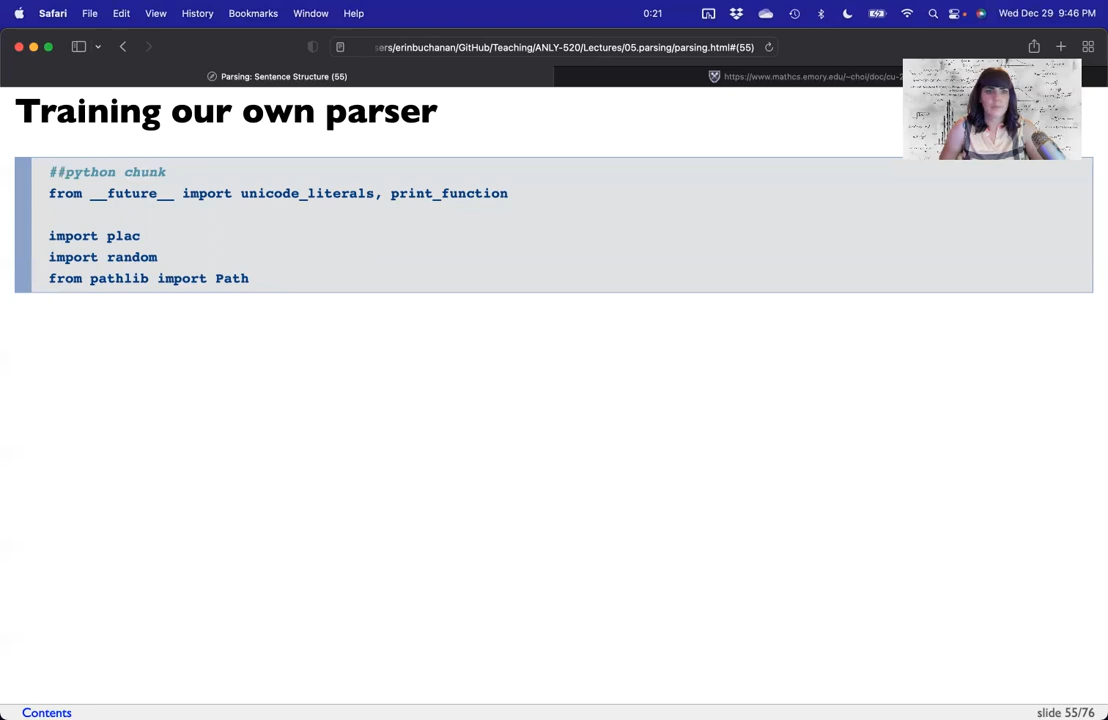 Safari File Edit View History Bookmarks Window Help 0:21 Wed Dec 29 9:46 PM
sers/erinbuchanan/GitHub/Teaching/ANLY-520/Lectures/05.parsing/parsing.html#(55)
Parsing: Sentence Structure (55) https://www.mathcs.emory.edu/~choi/doc/cu-2
Training our own parser
##python chunk
from __future__ import unicode_literals, print_function
import plac
import random
from pathlib import Path
Contents slide 55/76